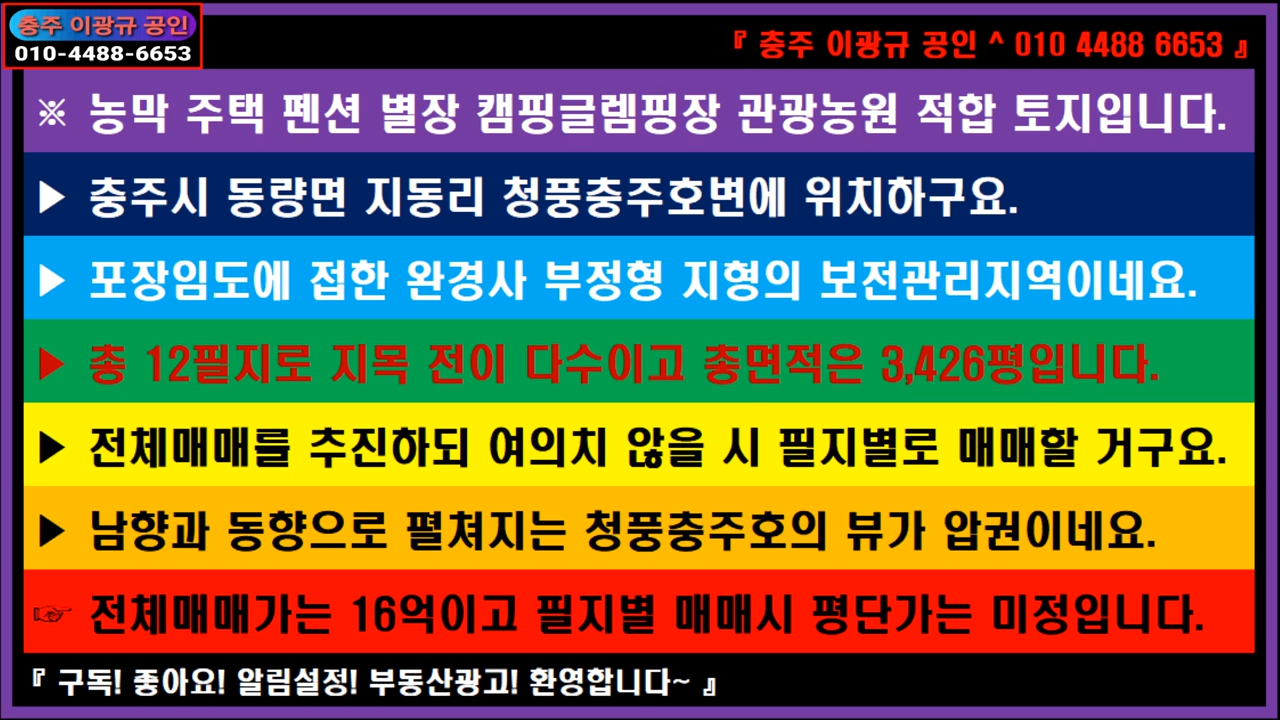 충주 이광규 공인
010-4488-6653
『 충주 이광규 공인 ^ 010 4488 6653 』
※ 농막 주택 펜션 별장 캠핑글렘핑장 관광농원 적합 토지입니다.
▶ 충주시 동량면 지동리 청풍충주호변에 위치하구요.
▶ 포장임도에 접한 완경사 부정형 지형의 보전관리지역이네요.
▶ 총 12필지로 지목 전이 다수이고 총면적은 3,426평입니다.
▶ 전체매매를 추진하되 여의치 않을 시 필지별로 매매할 거구요.
▶ 남향과 동향으로 펼쳐지는 청풍충주호의 뷰가 압권이네요.
☞ 전체매매가는 16억이고 필지별 매매시 평단가는 미정입니다.
『 구독! 좋아요! 알림설정! 부동산광고! 환영합니다~ 』